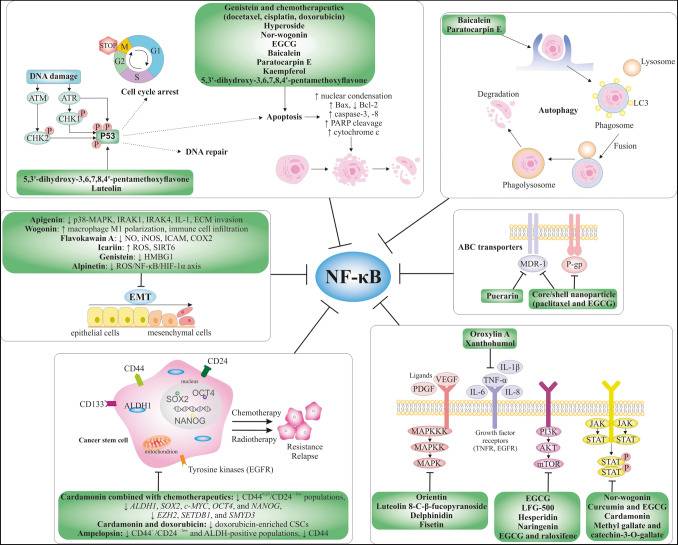 STOP
M
G1
G2
S
Cell cycle arrest
DNA damage
ATM
ATR
P
CHK1
P
CHK2
P
P
P
P
P53
DNA repair
5,3'-dihydroxy-3,6,7,8,4'-pentamethoxyflavone
Luteolin
Genistein and chemotherapeutics
(docetaxel, cisplatin, doxorubicin)
Hyperoside
Nor-wogonin
EGCG
Baicalein
Paratocarpin E
Kaempferol
5,3'-dihydroxy-3,6,7,8,4'-pentamethoxyflavone
Apoptosis
↑ nuclear condensation
↑ Bax, ↓ Bcl-2
↑ caspase-3, -8
↑ PARP cleavage
↑ cytochrome c
Baicalein
Paratocarpin E
Lysosome
LC3
Phagosome
Autophagy
Degradation
Fusion
Phagolysosome
Apigenin: ↓ p38-MAPK, IRAK1, IRAK4, IL-1, ECM invasion
Wogonin: ↑ macrophage M1 polarization, immune cell infiltration
Flavokawain A: ↓ NO, iNOS, ICAM, COX2
Icariin: ↑ ROS, SIRT6
Genistein: ↓ HMBG1
Alpinetin: ↓ ROS/NF-κB/HIF-1α axis
EMT
epithelial cells
mesenchymal cells
NF-κB
ABC transporters
MDR-1
P-gp
Puerarin
Core/shell nanoparticle
(paclitaxel and EGCG)
CD44
CD24
CD133
nucleus
SOX2
OCT4
NANOG
ALDH1
Cancer stem cell
mitochondrion
Tyrosine kinases (EGFR)
Chemotherapy
Radiotherapy
Resistance
Relapse
Cardamonin combined with chemotherapeutics: ↓ CD44 /CD24 populations,
↓ ALDH1, SOX2, c-MYC, OCT4, and NANOG,
↓ EZH2, SETDB1, and SMYD3
Cardamonin and doxorubicin: ↓ doxorubicin-enriched CSCs
Ampelopsin: ↓ CD44 /CD24 and ALDH-positive populations, ↓ CD44
Oroxylin A
Xanthohumol
Ligands
VEGF
PDGF
IL-1β
TNF-α
IL-6
IL-8
Growth factor
receptors
(TNFR, EGFR)
MAPKKK
MAPKK
MAPK
PI3K
AKT
mTOR
JAK
JAK
STAT
STAT
STAT
STAT
P
P
Orientin
Luteolin 8-C-β-fucopyranoside
Delphinidin
Fisetin
EGCG
LFG-500
Hesperidin
Naringenin
EGCG and raloxifene
Nor-wogonin
Curcumin and EGCG
Cardamonin
Methyl gallate and
catechin-3-O-gallate